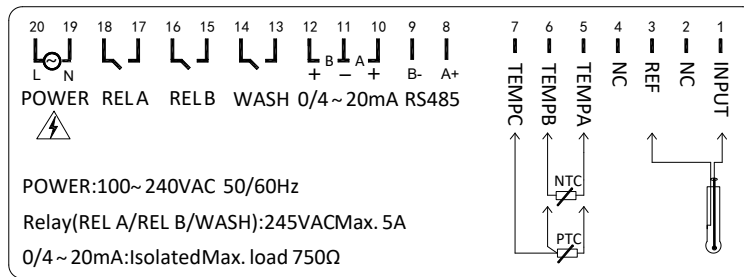 20 19 18 17 16 15 14 13 12 11 10 9 8 7 6 5 4 3 2 1
L N + B − A + B- A+
POWER RELA RELB WASH 0/4~20mA RS485
TEMPC TEMPB TEMPA NC REF NC INPUT
NTC
PTC
POWER:100~240VAC 50/60Hz
Relay(REL A/REL B/WASH):245VACMax. 5A
0/4~20mA:IsolatedMax. load 750Ω